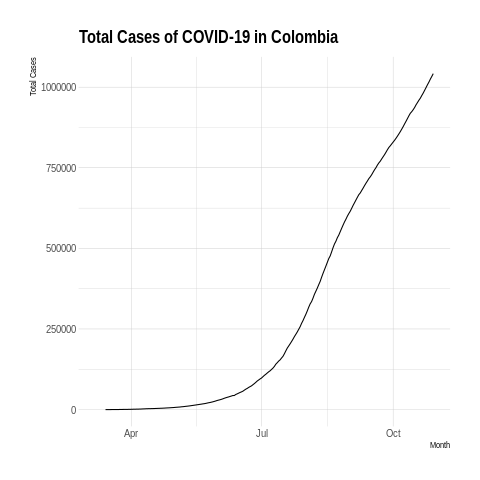 Total Cases of COVID-19 in Colombia
Total Cases
1000000
750000
500000
250000
0
Apr Jul Oct
Month